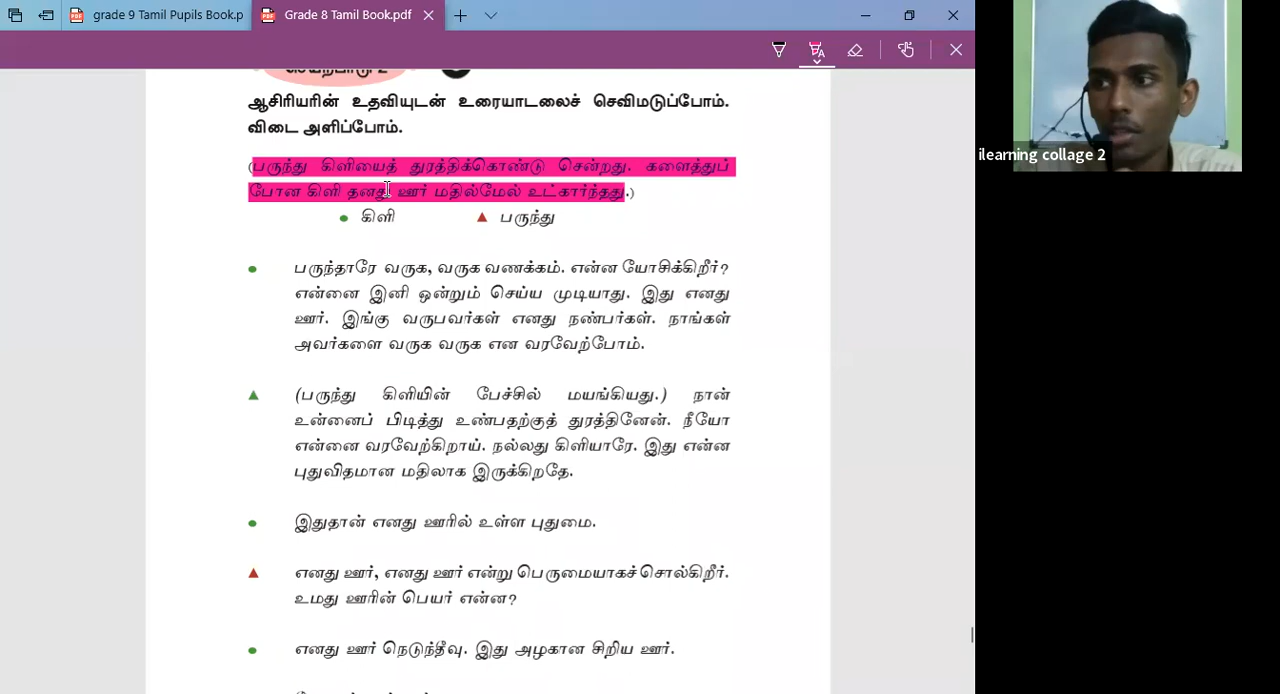 grade 9 Tamil Pupils Book.p
Grade 8 Tamil Book.pdf
செயற்பாடு 2
ஆசிரியரின் உதவியுடன் உரையாடலைச் செவிமடுப்போம்.
விடை அளிப்போம்.
(பருந்து கிளியைத் துரத்திக்கொண்டு சென்றது. களைத்துப்
போன கிளி தனது ஊர் மதில்மேல் உட்கார்ந்தது.)
கிளி பருந்து
பருந்தாரே வருக, வருக வணக்கம். என்ன யோசிக்கிறீர்?
என்னை இனி ஒன்றும் செய்ய முடியாது. இது எனது
ஊர். இங்கு வருபவர்கள் எனது நண்பர்கள். நாங்கள்
அவர்களை வருக வருக என வரவேற்போம்.
(பருந்து கிளியின் பேச்சில் மயங்கியது.) நான்
உன்னைப் பிடித்து உண்பதற்குத் துரத்தினேன். நீயோ
என்னை வரவேற்கிறாய். நல்லது கிளியாரே. இது என்ன
புதுவிதமான மதிலாக இருக்கிறதே.
இதுதான் எனது ஊரில் உள்ள புதுமை.
எனது ஊர், எனது ஊர் என்று பெருமையாகச் சொல்கிறீர்.
உமது ஊரின் பெயர் என்ன?
எனது ஊர் நெடுந்தீவு. இது அழகான சிறிய ஊர்.
ilearning collage 2